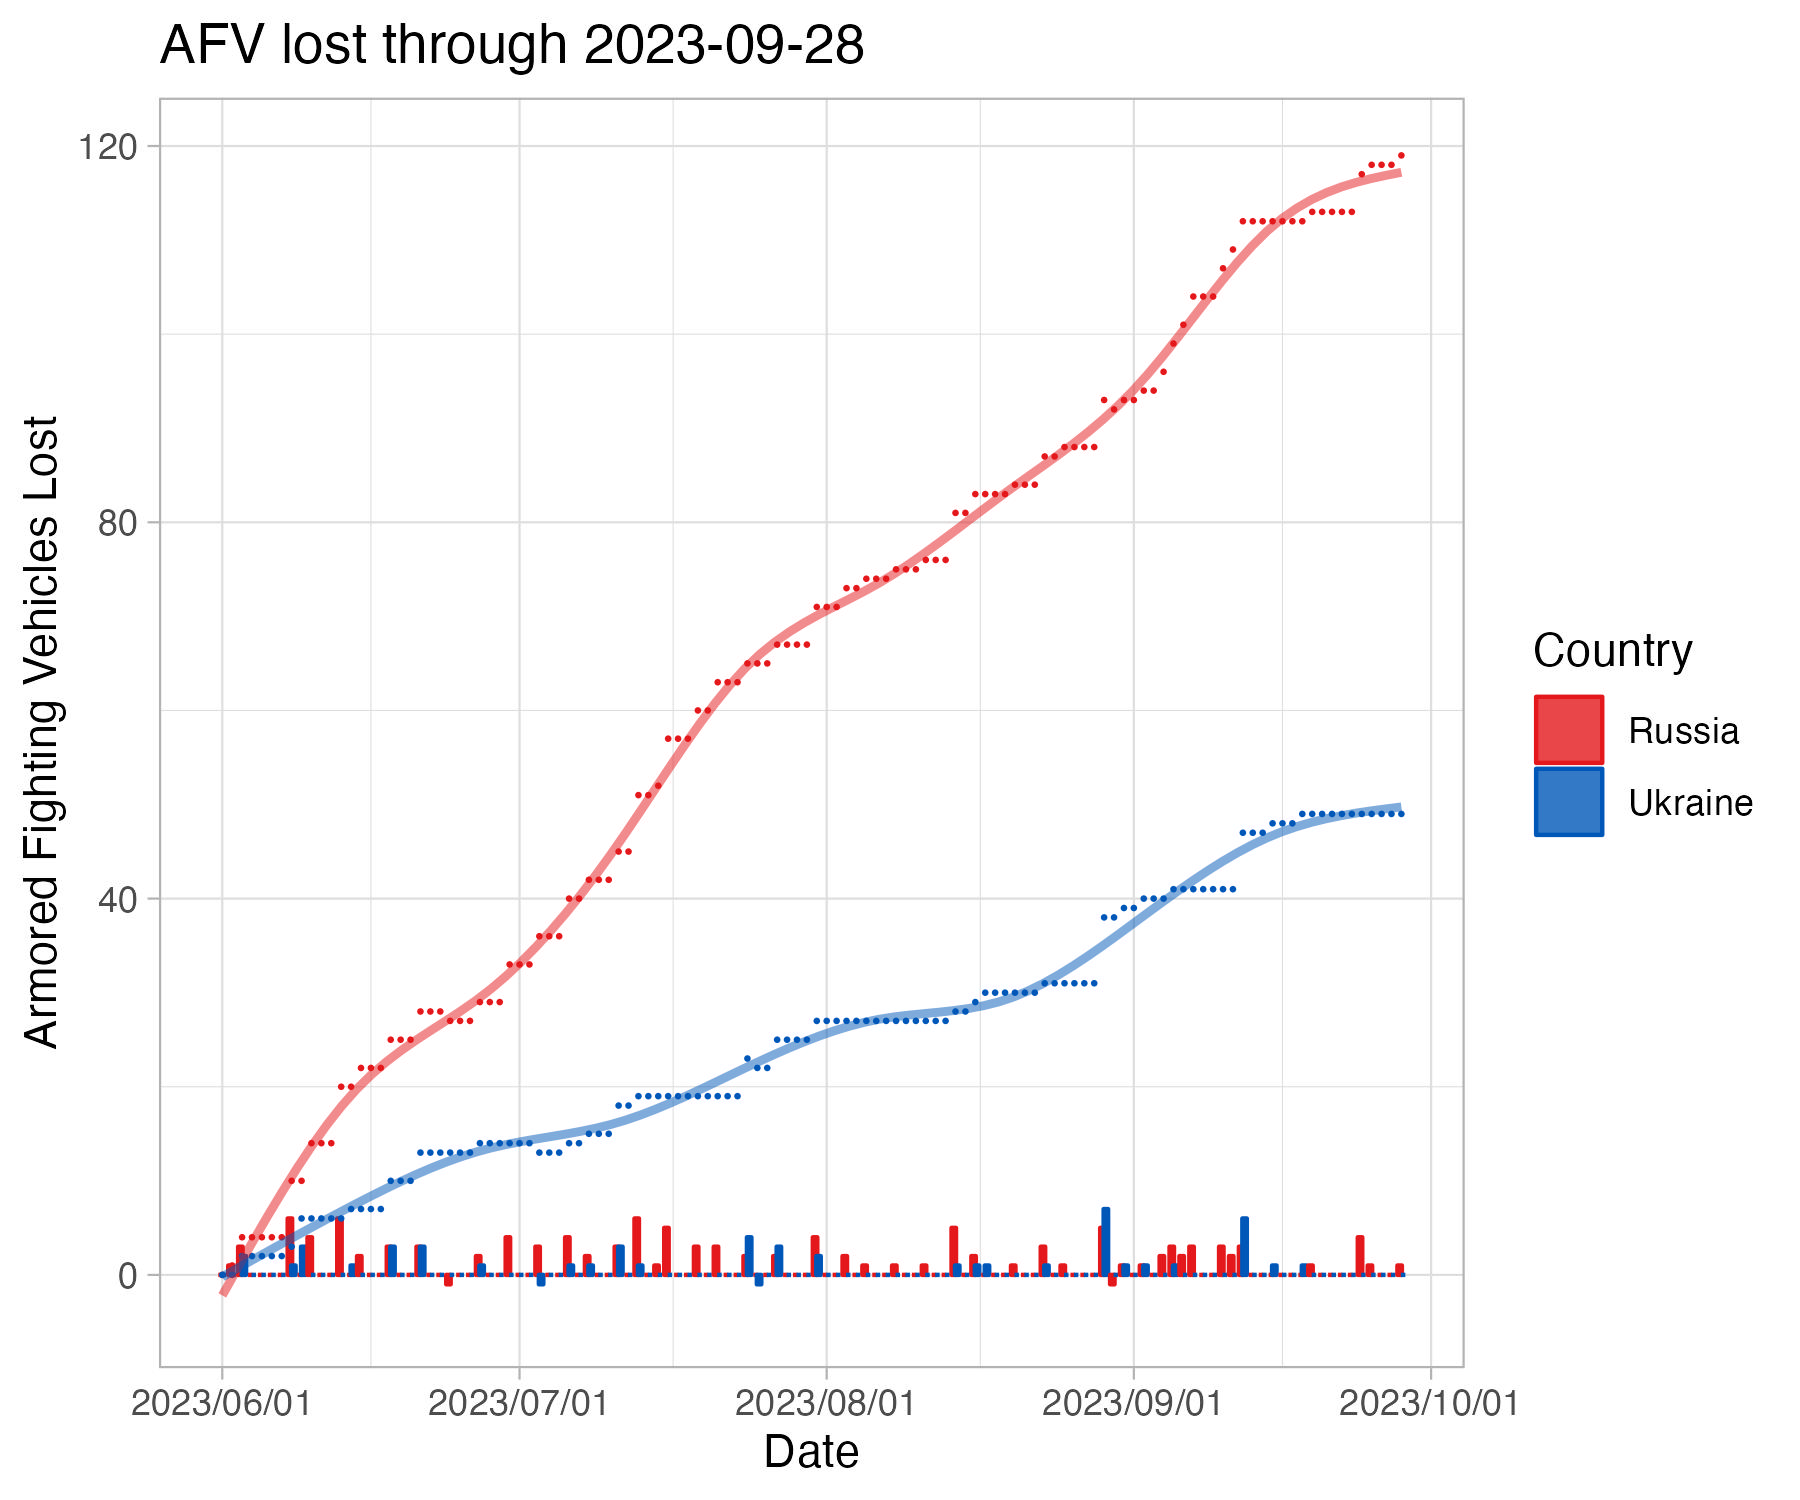 AFV lost through 2023-09-28
Armored Fighting Vehicles Lost
120
80
40
0
2023/06/01
2023/07/01
2023/08/01
2023/09/01
2023/10/01
Date
Country
Russia
Ukraine